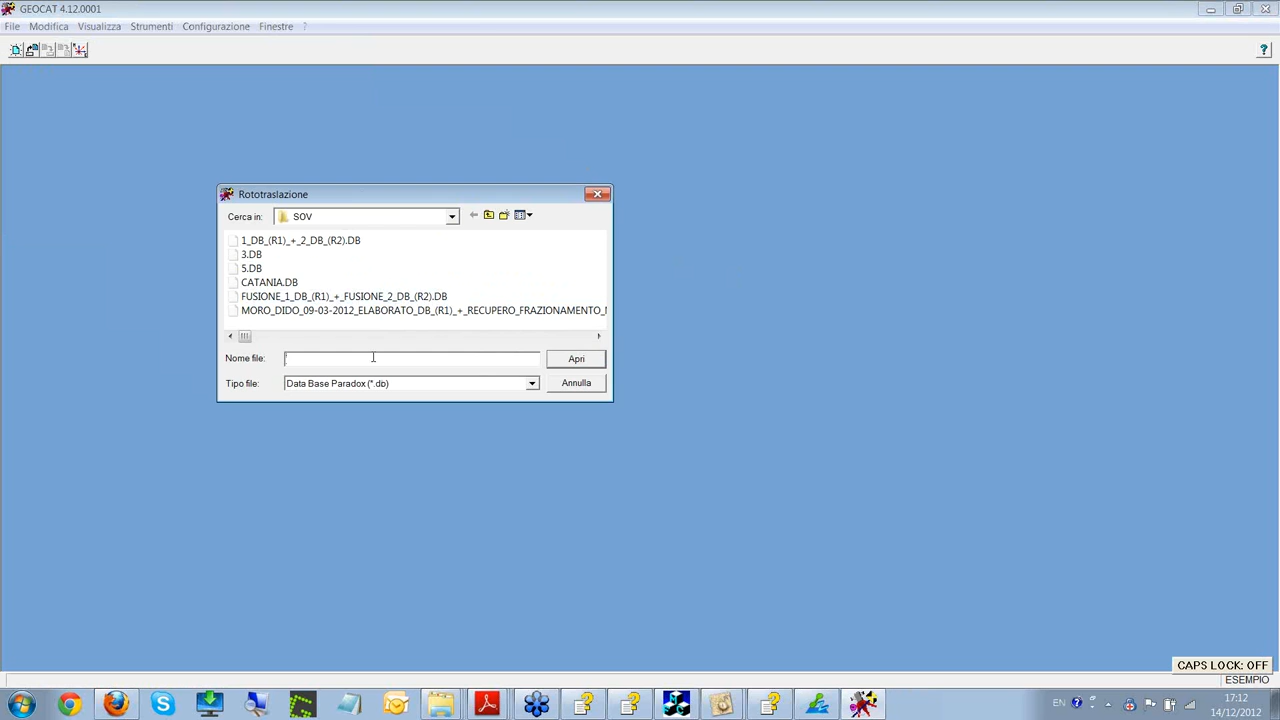 GEOCAT 4.12.0001
File Modifica Visualizza Strumenti Configurazione Finestre ?
Rototraslazione
Cerca in: SOV
1_DB_(R1)_+_2_DB_(R2).DB
3.DB
5.DB
CATANIA.DB
FUSIONE_1_DB_(R1)_+_FUSIONE_2_DB_(R2).DB
MORO_DIDO_09-03-2012_ELABORATO_DB_(R1)_+_RECUPERO_FRAZIONAMENTO_
Nome file: Apri
Tipo file: Data Base Paradox (*.db) Annulla
CAPS LOCK: OFF
ESEMPIO
EN 17:12
14/12/2012